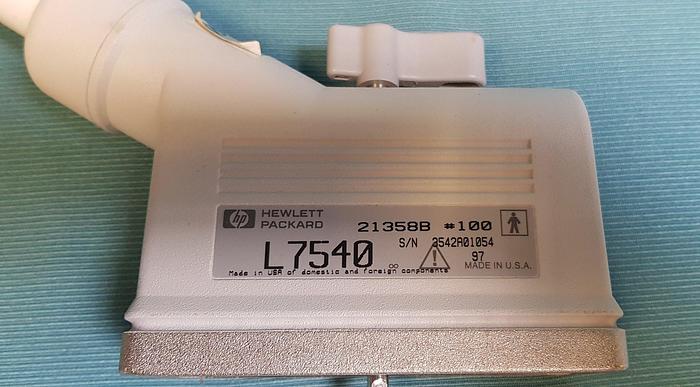 hp HEWLETT PACKARD
21358B #100
S/N 3542A01054
L7540
97
Made in USA of domestic and foreign components
MADE IN U.S.A.